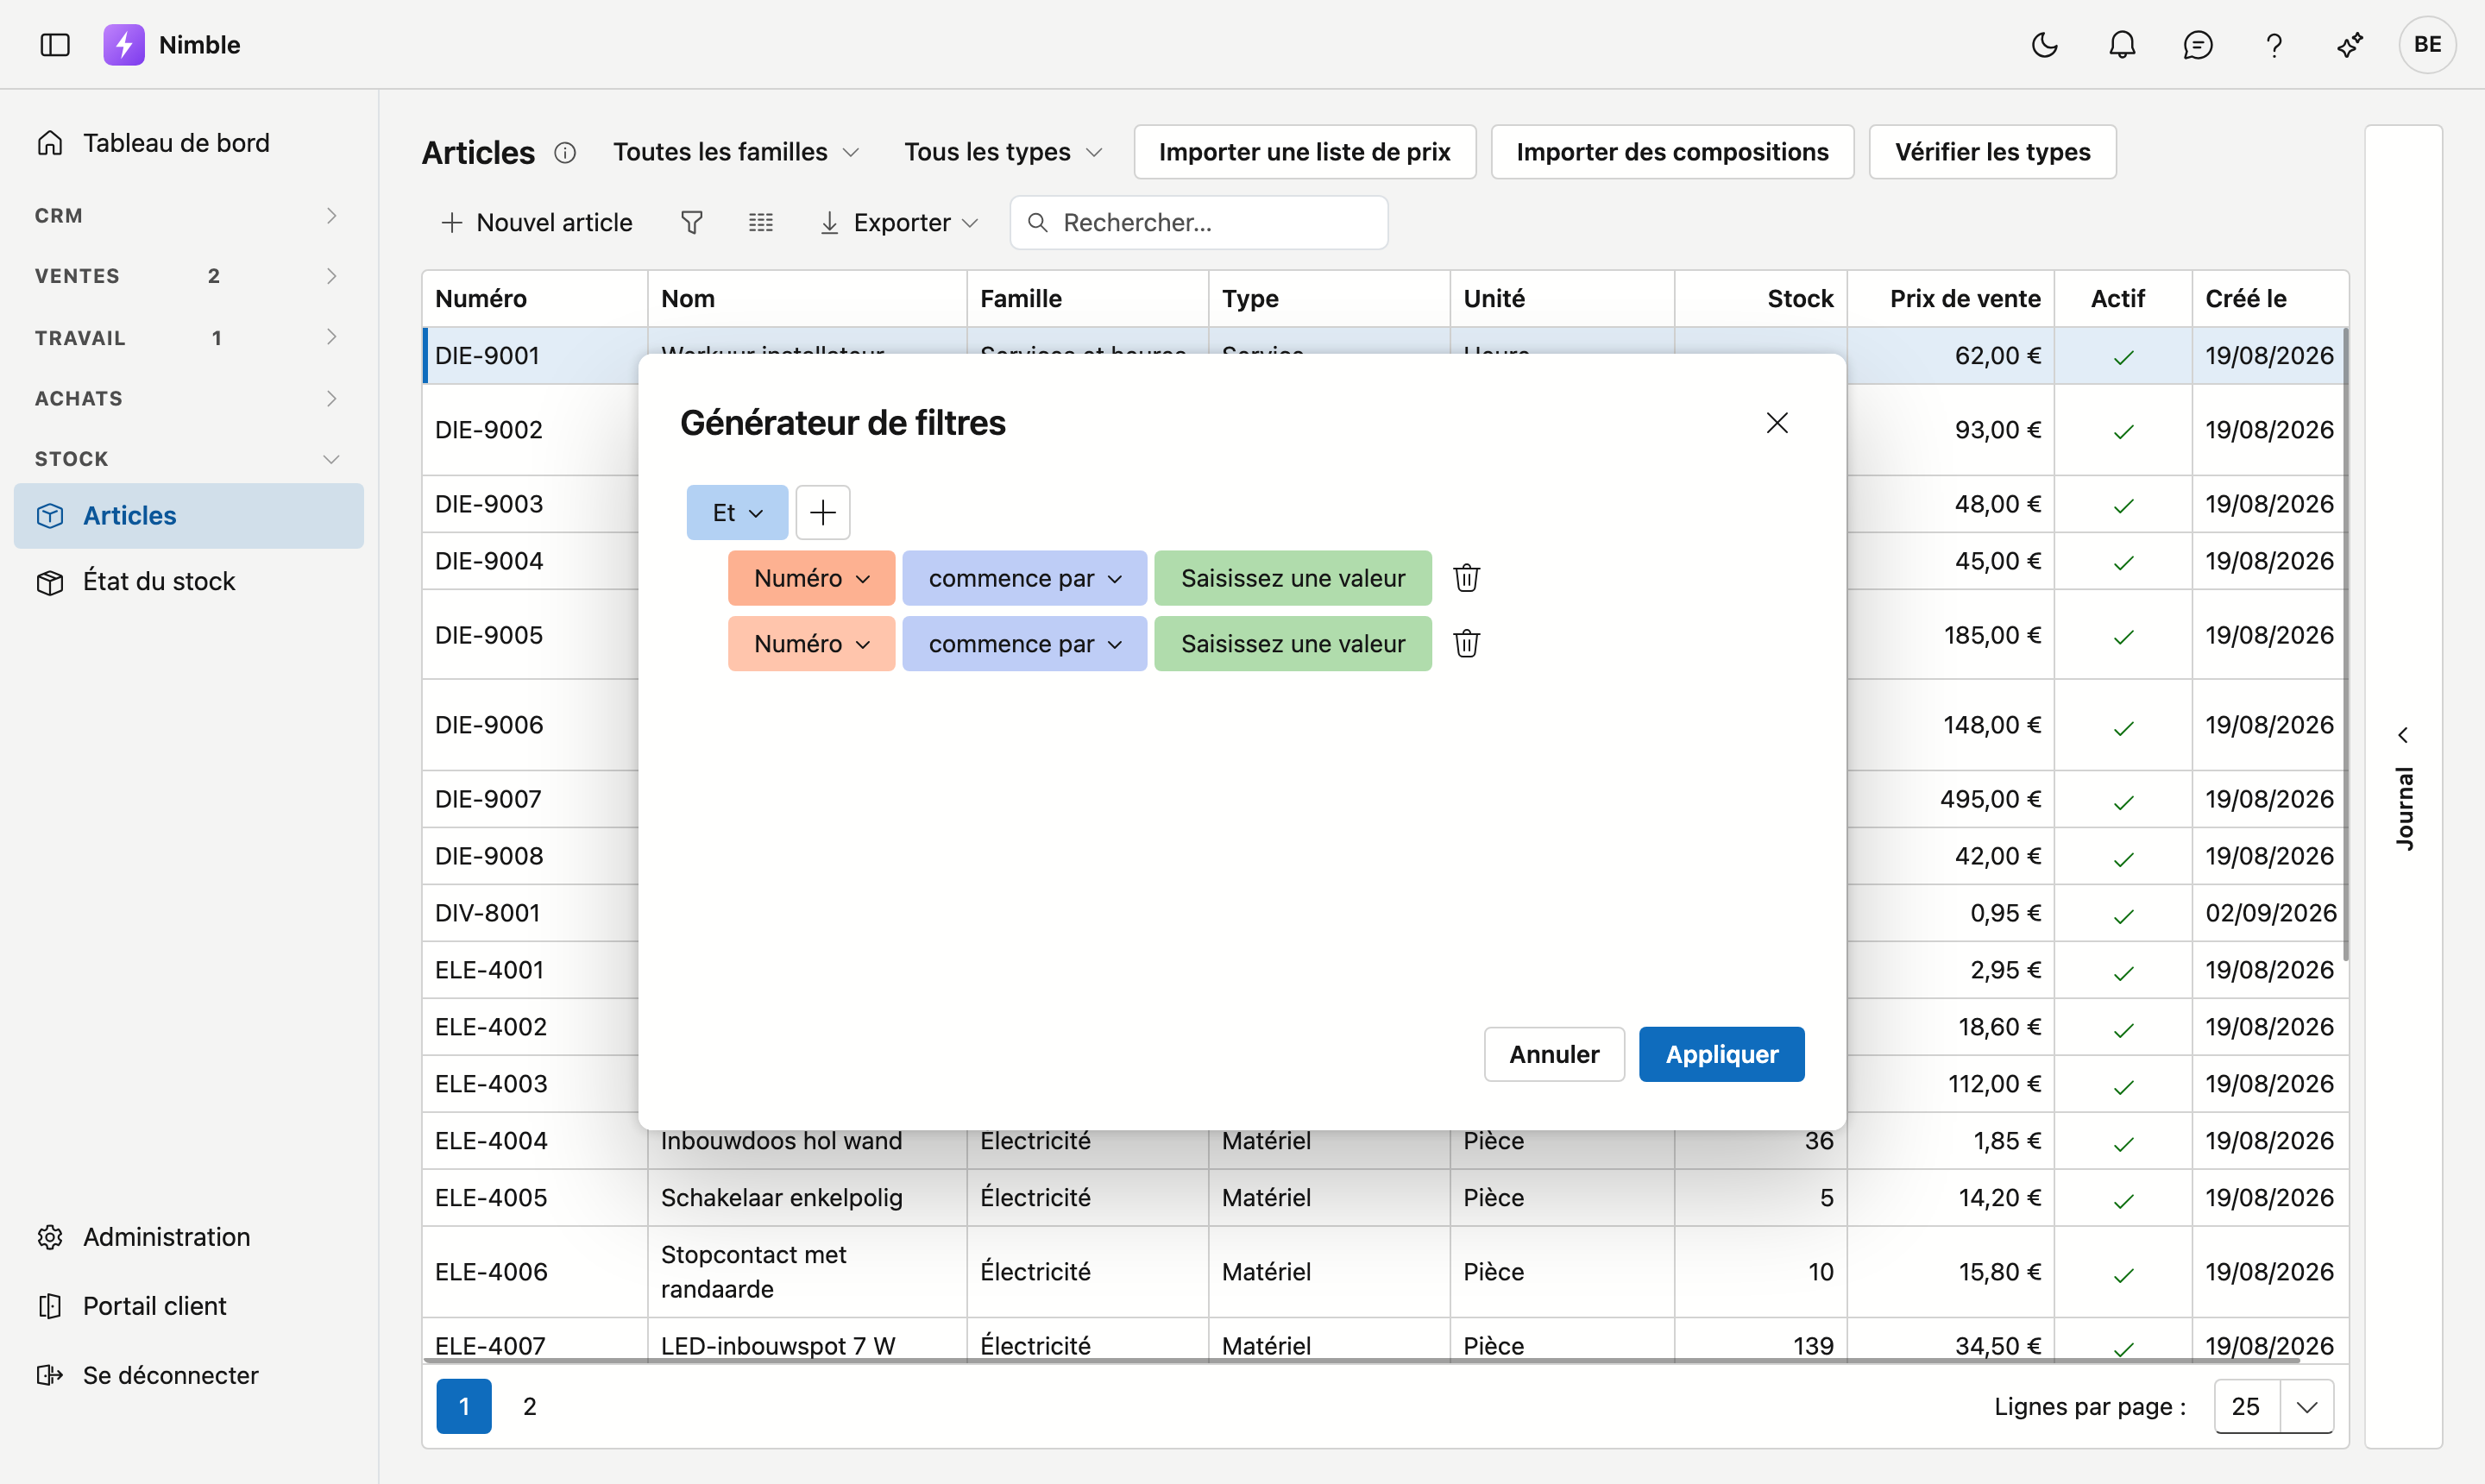 Nimble
BE
Tableau de bord
CRM
VENTES 2
TRAVAIL 1
ACHATS
STOCK
Articles
État du stock
Administration
Portail client
Se déconnecter
Articles Toutes les familles Tous les types Importer une liste de prix Importer des compositions Vérifier les types
Nouvel article Exporter Rechercher...
Numéro Nom Famille Type Unité Stock Prix de vente Actif Créé le
DIE-9001 Werkuur installateur Services et heures Service Heure 62,00 € 19/08/2026
DIE-9002 93,00 € 19/08/2026
DIE-9003 48,00 € 19/08/2026
DIE-9004 45,00 € 19/08/2026
DIE-9005 185,00 € 19/08/2026
DIE-9006 148,00 € 19/08/2026
DIE-9007 495,00 € 19/08/2026
DIE-9008 42,00 € 19/08/2026
DIV-8001 0,95 € 02/09/2026
ELE-4001 2,95 € 19/08/2026
ELE-4002 18,60 € 19/08/2026
ELE-4003 112,00 € 19/08/2026
ELE-4004 Inbouwdoos hol wand Électricité Matériel Pièce 36 1,85 € 19/08/2026
ELE-4005 Schakelaar enkelpolig Électricité Matériel Pièce 5 14,20 € 19/08/2026
ELE-4006 Stopcontact met randaarde Électricité Matériel Pièce 10 15,80 € 19/08/2026
ELE-4007 LED-inbouwspot 7 W Électricité Matériel Pièce 139 34,50 € 19/08/2026
1 2 Lignes par page : 25
Générateur de filtres
Et
Numéro commence par Saisissez une valeur
Numéro commence par Saisissez une valeur
Annuler Appliquer
Journal